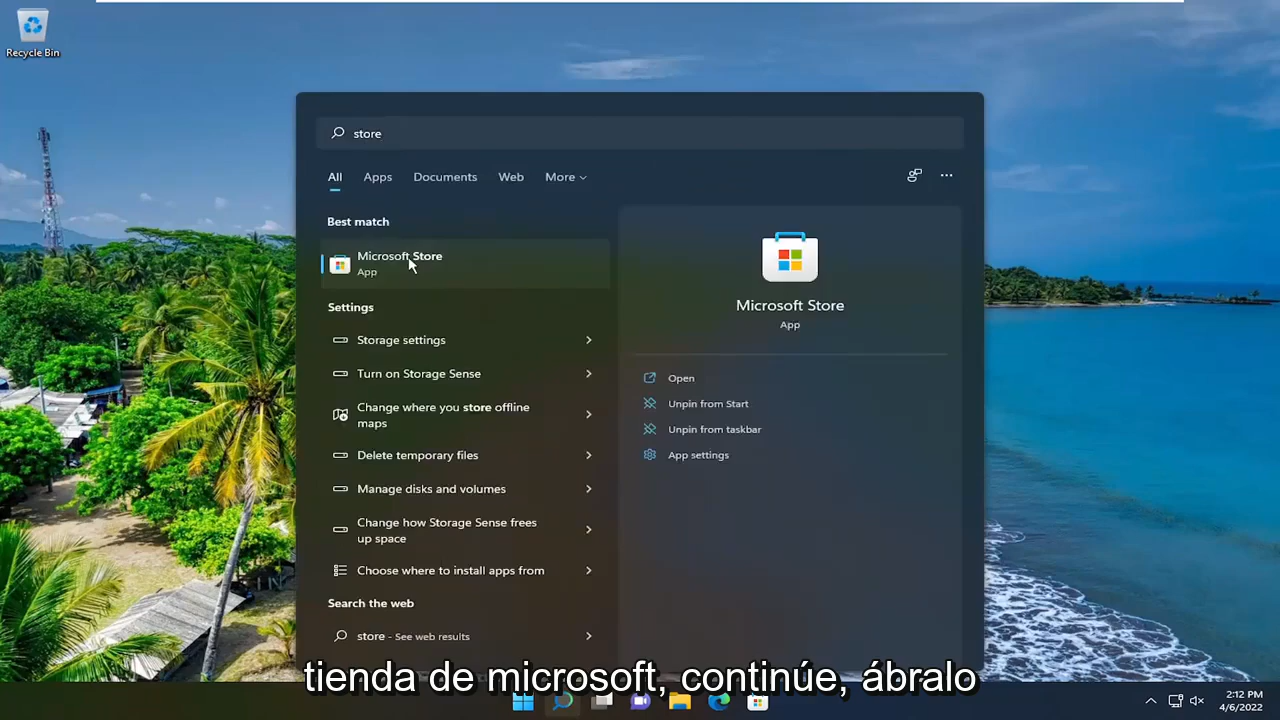 Recycle Bin
store
All
Apps
Documents
Web
More
Best match
Microsoft Store
App
Settings
Storage settings
Turn on Storage Sense
Change where you store offline
maps
Delete temporary files
Manage disks and volumes
Change how Storage Sense frees
up space
Choose where to install apps from
Search the web
store - See web results
Microsoft Store
App
Open
Unpin from Start
Unpin from taskbar
App settings
tienda de microsoft, continúe, ábralo
2:12 PM
4/6/2022